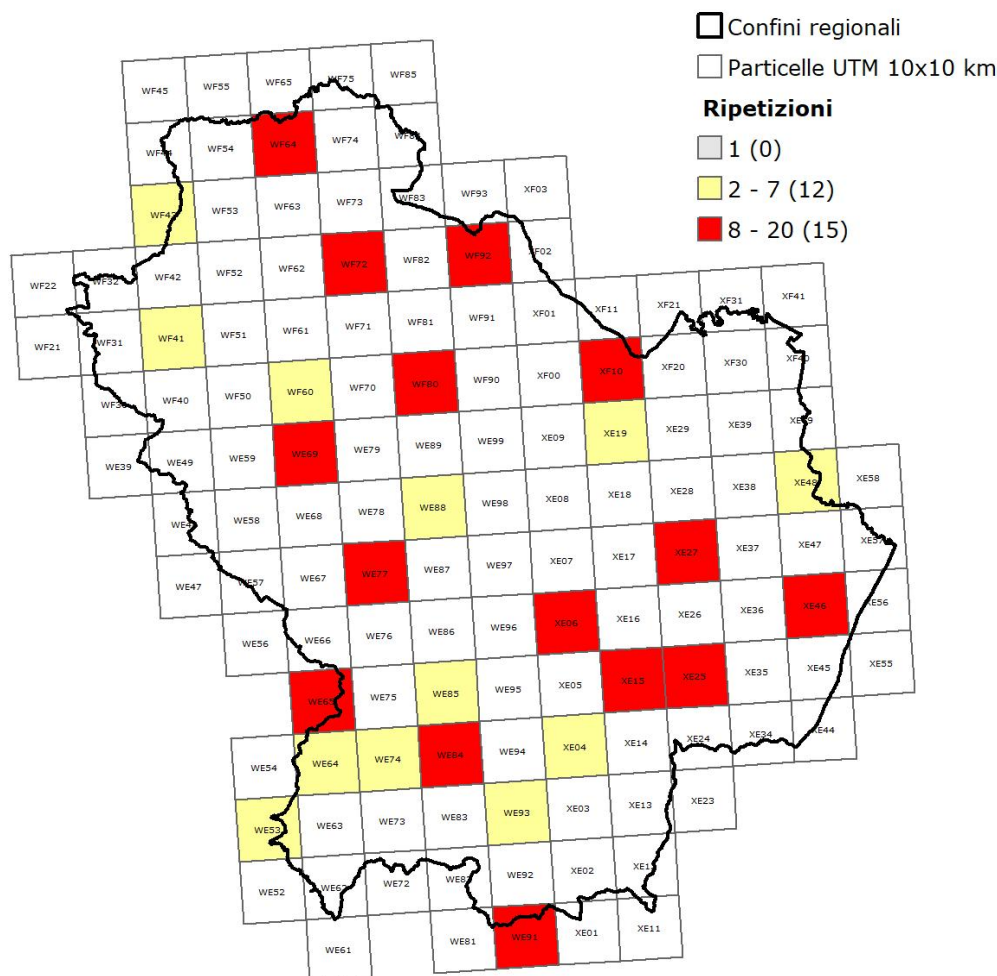 Confini regionali
Particelle UTM 10x10 km
Ripetizioni
1 (0)
2 - 7 (12)
8 - 20 (15)
WF45 WF55 WF65 WF75 WF85
WF54 WF64 WF74
WF53 WF63 WF73 WF83 WF93 XF03
WF22 WF32 WF42 WF52 WF62 WF72 WF82 WF92
WF21 WF31 WF41 WF51 WF61 WF71 WF81 WF91 XF01 XF11 XF21 XF31 XF41
WF40 WF50 WF60 WF70 WF80 WF90 XF00 XF10 XF20 XF30 XF40
WE39 WE49 WE59 WE69 WE79 WE89 WE99 XE09 XE19 XE29 XE39
WE58 WE68 WE78 WE88 WE98 XE08 XE18 XE28 XE38 XE48 XE58
WE47 WE57 WE67 WE77 WE87 WE97 XE07 XE17 XE27 XE37 XE47 XE57
WE56 WE66 WE76 WE86 WE96 XE06 XE16 XE26 XE36 XE46 XE56
WE65 WE75 WE85 WE95 XE05 XE15 XE25 XE35 XE45 XE55
WE54 WE64 WE74 WE84 WE94 XE04 XE14 XE24 XE34 XE44
WE53 WE63 WE73 WE83 WE93 XE03 XE13 XE23
WE52 WE62 WE72 WE92 XE02
WE61 WE81 WE91 XE01 XE11